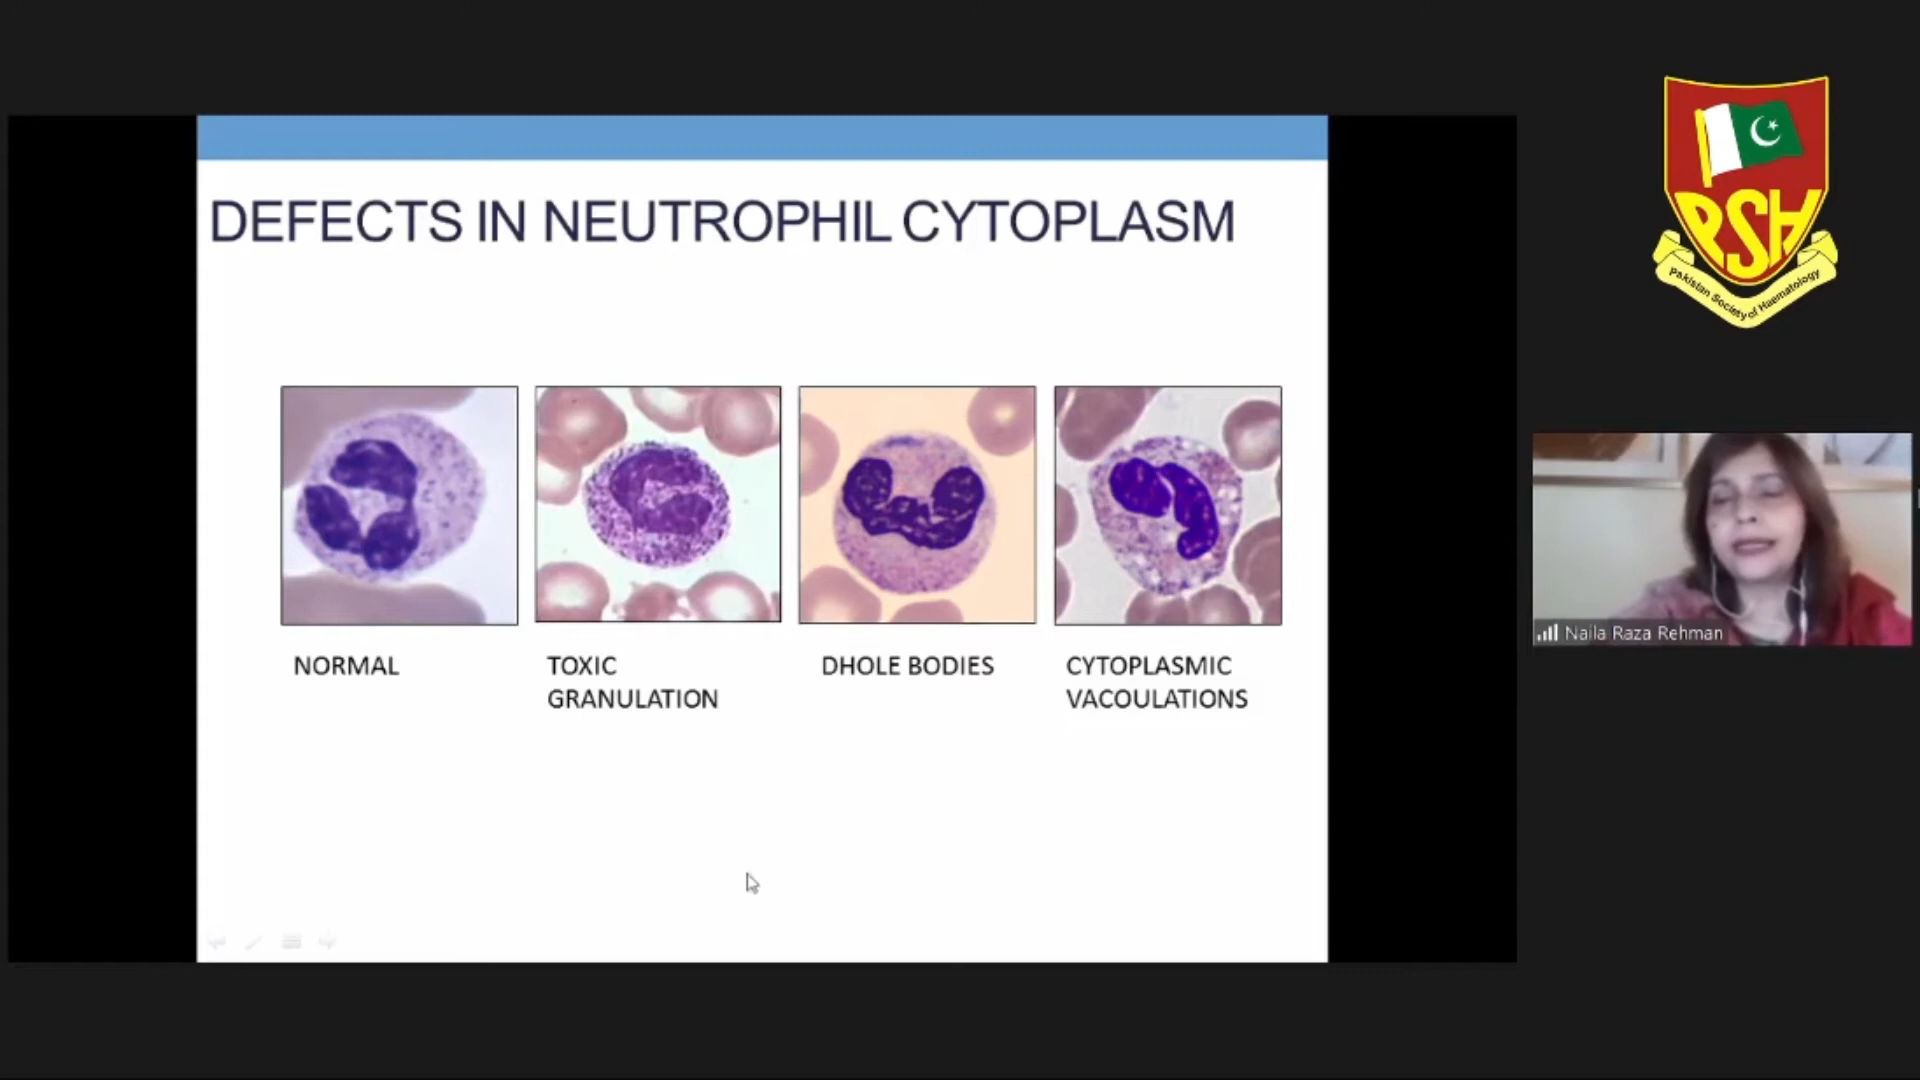 DEFECTS IN NEUTROPHIL CYTOPLASM
NORMAL
TOXIC
GRANULATION
DHOLE BODIES
CYTOPLASMIC
VACOULATIONS
PSH
Pakistan Society of Haematology
Naila Raza Rehman